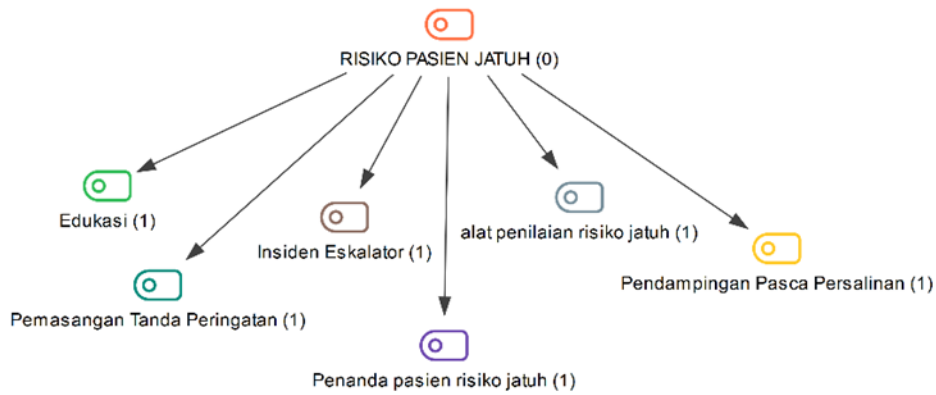 RISIKO PASIEN JATUH (0)
Edukasi (1)
Insiden Eskalator (1)
alat penilaian risiko jatuh (1)
Pendampingan Pasca Persalinan (1)
Pemasangan Tanda Peringatan (1)
Penanda pasien risiko jatuh (1)